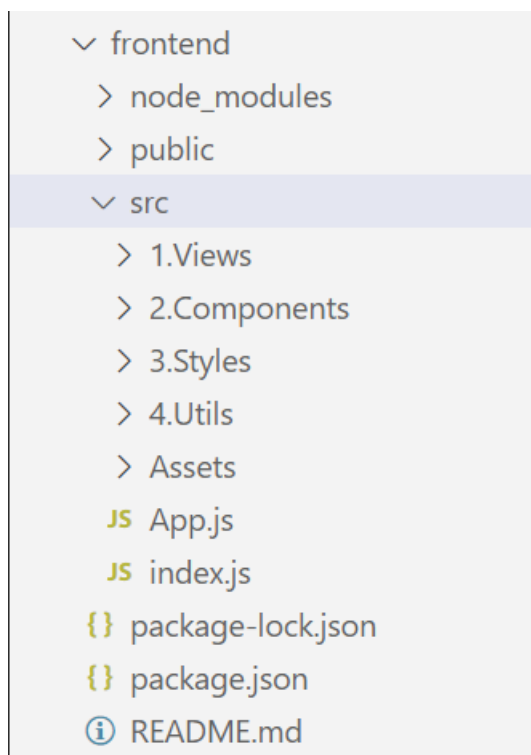 frontend
node_modules
public
src
1.Views
2.Components
3.Styles
4.Utils
Assets
JS App.js
JS index.js
{} package-lock.json
{} package.json
README.md